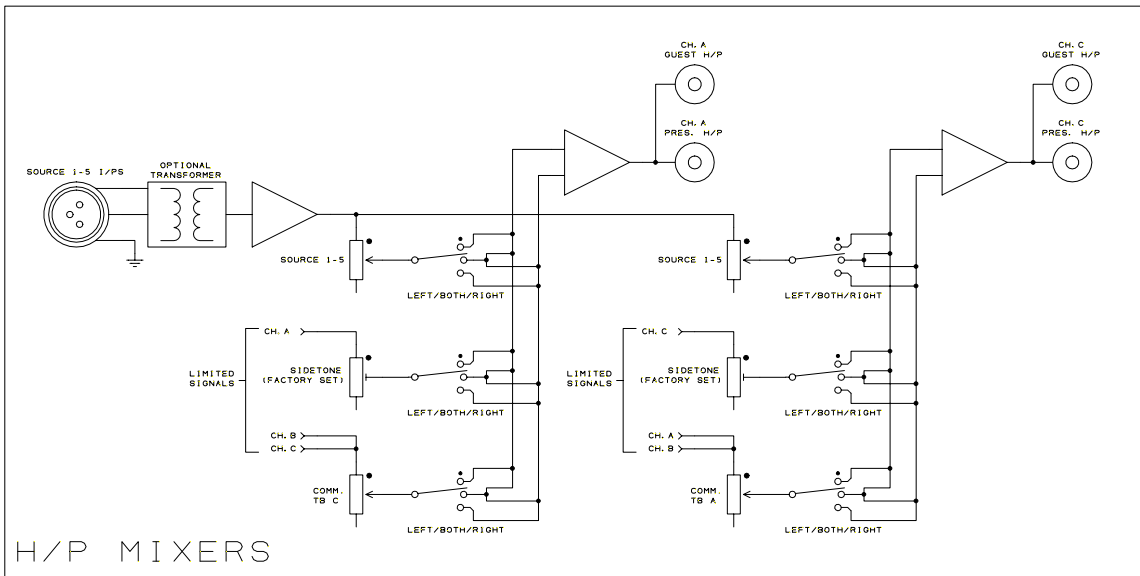 CH. A
GUEST H/P
CH. C
GUEST H/P
CH. A
PRES. H/P
CH. C
PRES. H/P
SOURCE 1-5 I/PS
OPTIONAL
TRANSFORMER
SOURCE 1-5
LEFT/BOTH/RIGHT
SOURCE 1-5
LEFT/BOTH/RIGHT
CH. A
LIMITED
SIGNALS
SIDETONE
(FACTORY SET)
LEFT/BOTH/RIGHT
CH. C
LIMITED
SIGNALS
SIDETONE
(FACTORY SET)
LEFT/BOTH/RIGHT
CH. B
CH. C
COMM.
TB C
LEFT/BOTH/RIGHT
CH. A
CH. B
COMM.
TB A
LEFT/BOTH/RIGHT
H/P MIXERS